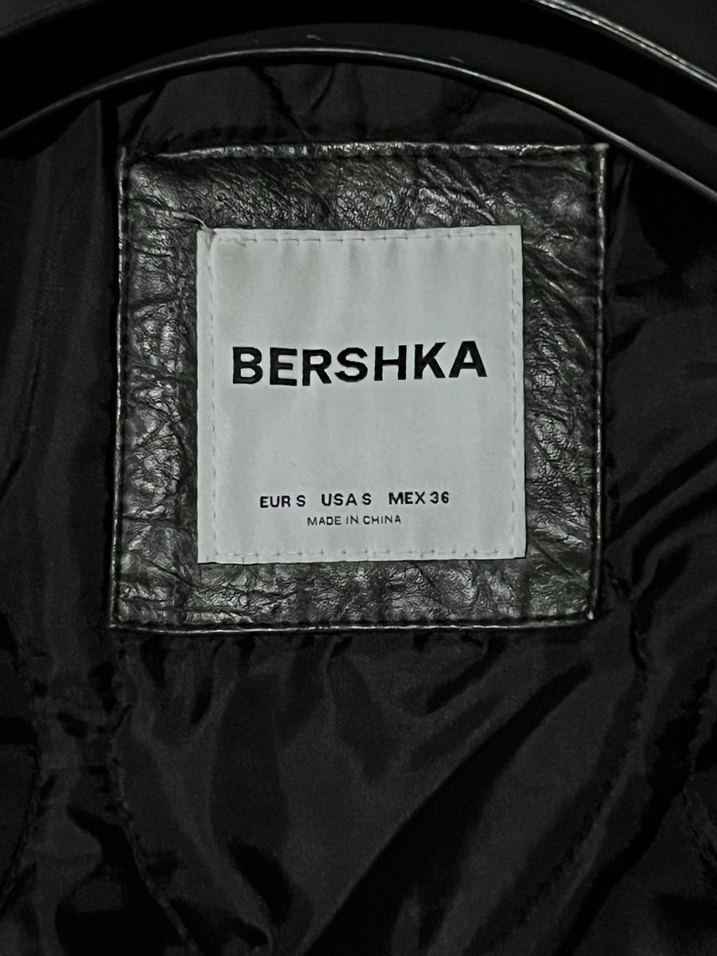 BERSHKA
EUR S USA S MEX 36
MADE IN CHINA